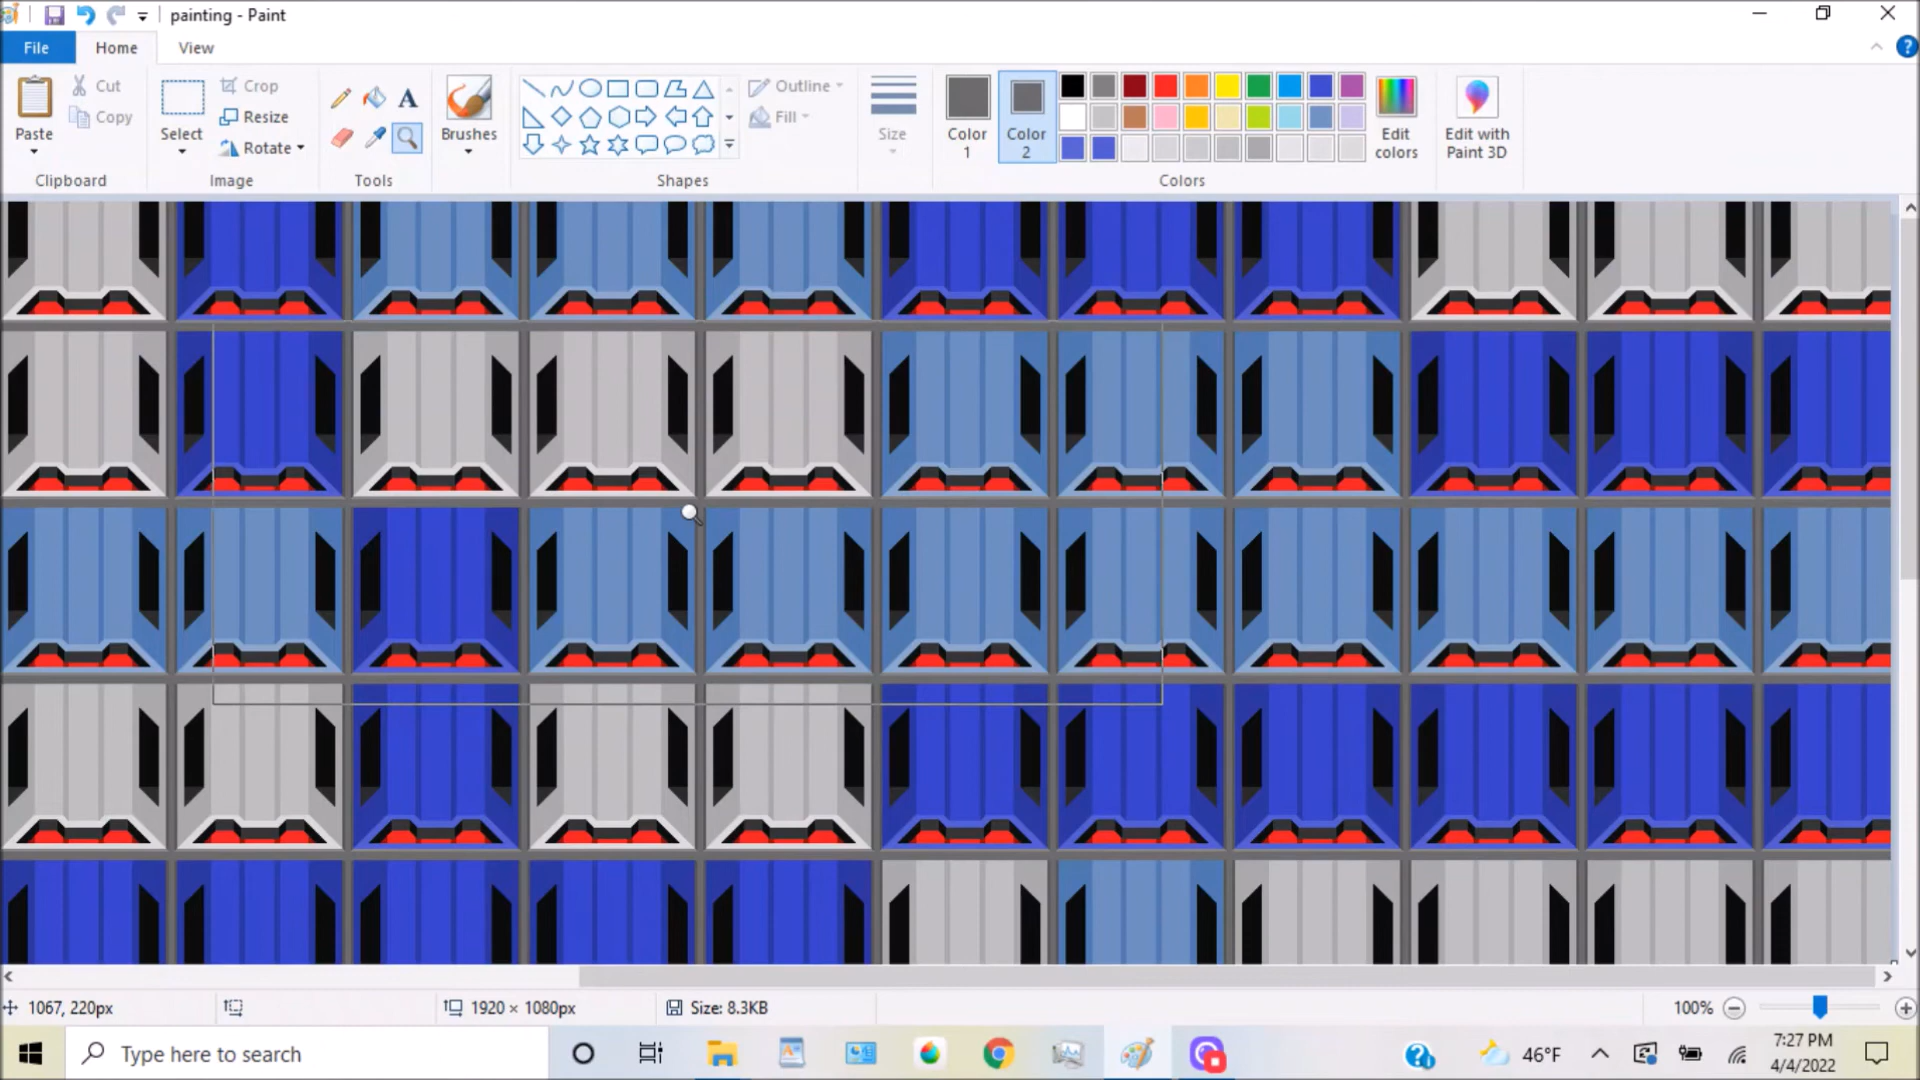 painting - Paint
File Home View
Cut
Copy
Paste
Clipboard
Select
Crop
Resize
Rotate
Image
A
Tools
Brushes
Shapes
Outline
Fill
Size
Color 1
Color 2
Colors
Edit colors
Edit with Paint 3D
?
1067, 220px
1920 × 1080px
Size: 8.3KB
100%
Type here to search
46°F
7:27 PM
4/4/2022